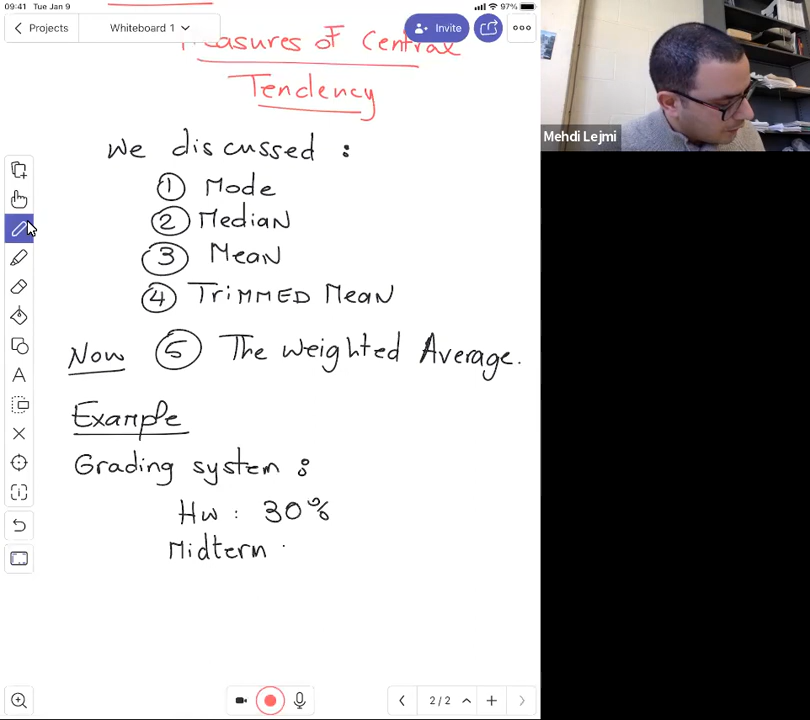 09:41 Tue Jan 9
97%
Projects
Whiteboard 1
Invite
Measures of Central
Tendency
We discussed :
1 Mode
2 Median
3 Mean
4 TRIMMED Mean
Now 5 The weighted Average.
Example
Grading system :
HW : 30%
Midterm
A
2/2
Mehdi Lejmi